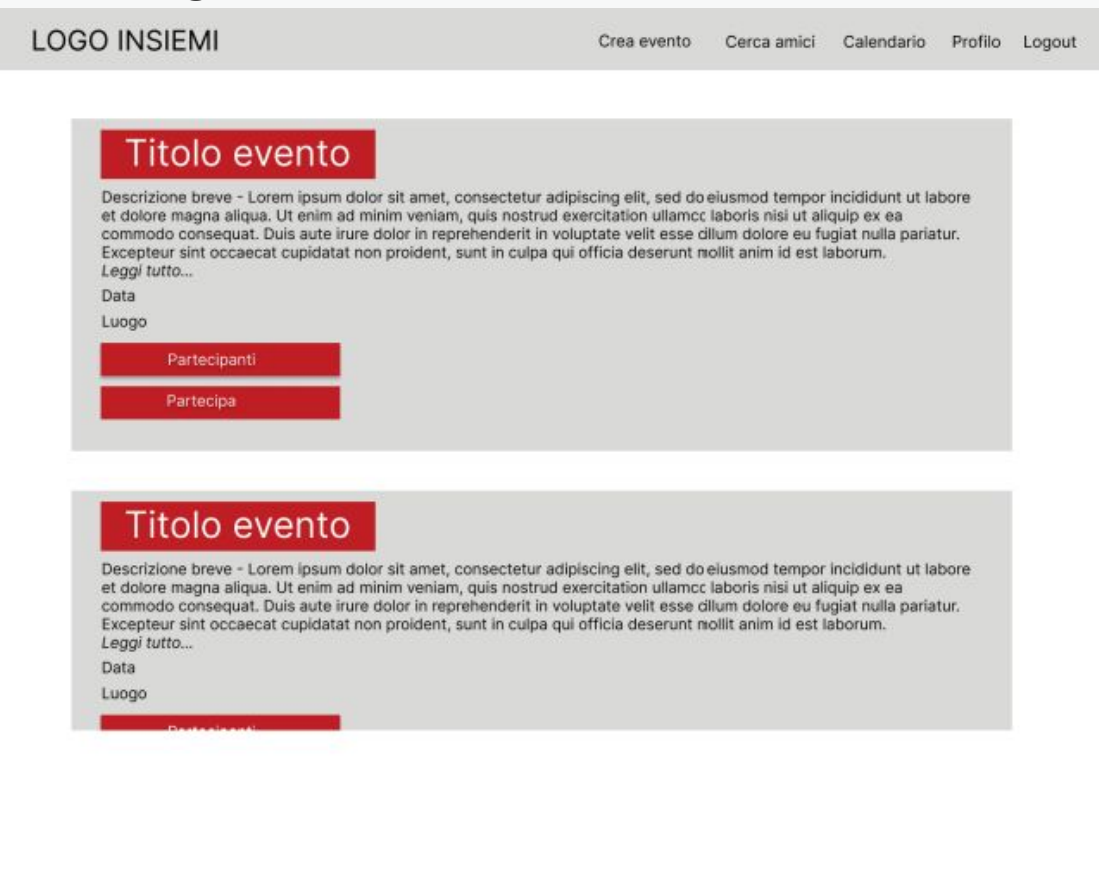 LOGO INSIEMI
Crea evento Cerca amici Calendario Profilo Logout
Titolo evento
Descrizione breve - Lorem ipsum dolor sit amet, consectetur adipiscing elit, sed do eiusmod tempor incididunt ut labore
et dolore magna aliqua. Ut enim ad minim veniam, quis nostrud exercitation ullamcc laboris nisi ut aliquip ex ea
commodo consequat. Duis aute irure dolor in reprehenderit in voluptate velit esse cillum dolore eu fugiat nulla pariatur.
Excepteur sint occaecat cupidatat non proident, sunt in culpa qui officia deserunt mollit anim id est laborum.
Leggi tutto...
Data
Luogo
Partecipanti
Partecipa
Titolo evento
Descrizione breve - Lorem ipsum dolor sit amet, consectetur adipiscing elit, sed do eiusmod tempor incididunt ut labore
et dolore magna aliqua. Ut enim ad minim veniam, quis nostrud exercitation ullamcc laboris nisi ut aliquip ex ea
commodo consequat. Duis aute irure dolor in reprehenderit in voluptate velit esse cillum dolore eu fugiat nulla pariatur.
Excepteur sint occaecat cupidatat non proident, sunt in culpa qui officia deserunt mollit anim id est laborum.
Leggi tutto...
Data
Luogo